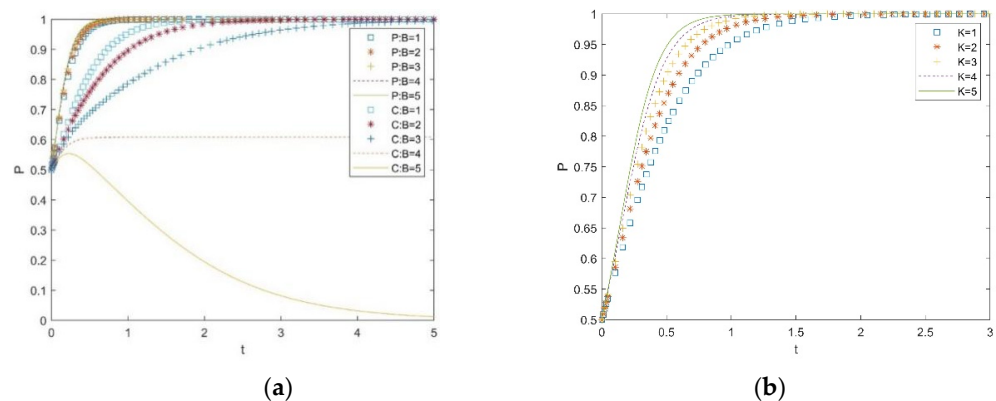 1
0.9
0.8
0.7
0.6
0.5
0.4
0.3
0.2
0.1
0
P
0 1 2 3 4 5
t
P:B=1
P:B=2
P:B=3
P:B=4
P:B=5
C:B=1
C:B=2
C:B=3
C:B=4
C:B=5
(a)
1
0.95
0.9
0.85
0.8
0.75
0.7
0.65
0.6
0.55
0.5
P
0 0.5 1 1.5 2 2.5 3
t
K=1
K=2
K=3
K=4
K=5
(b)